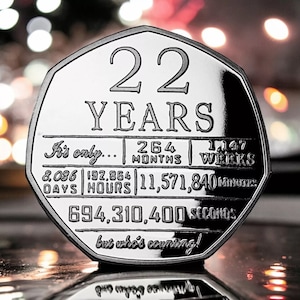 22
YEARS
It's only... 264 MONTHS 1,147 WEEKS
8,036 DAYS 192,864 HOURS 11,571,840 MINUTES
694,310,400 SECONDS
but who's counting!